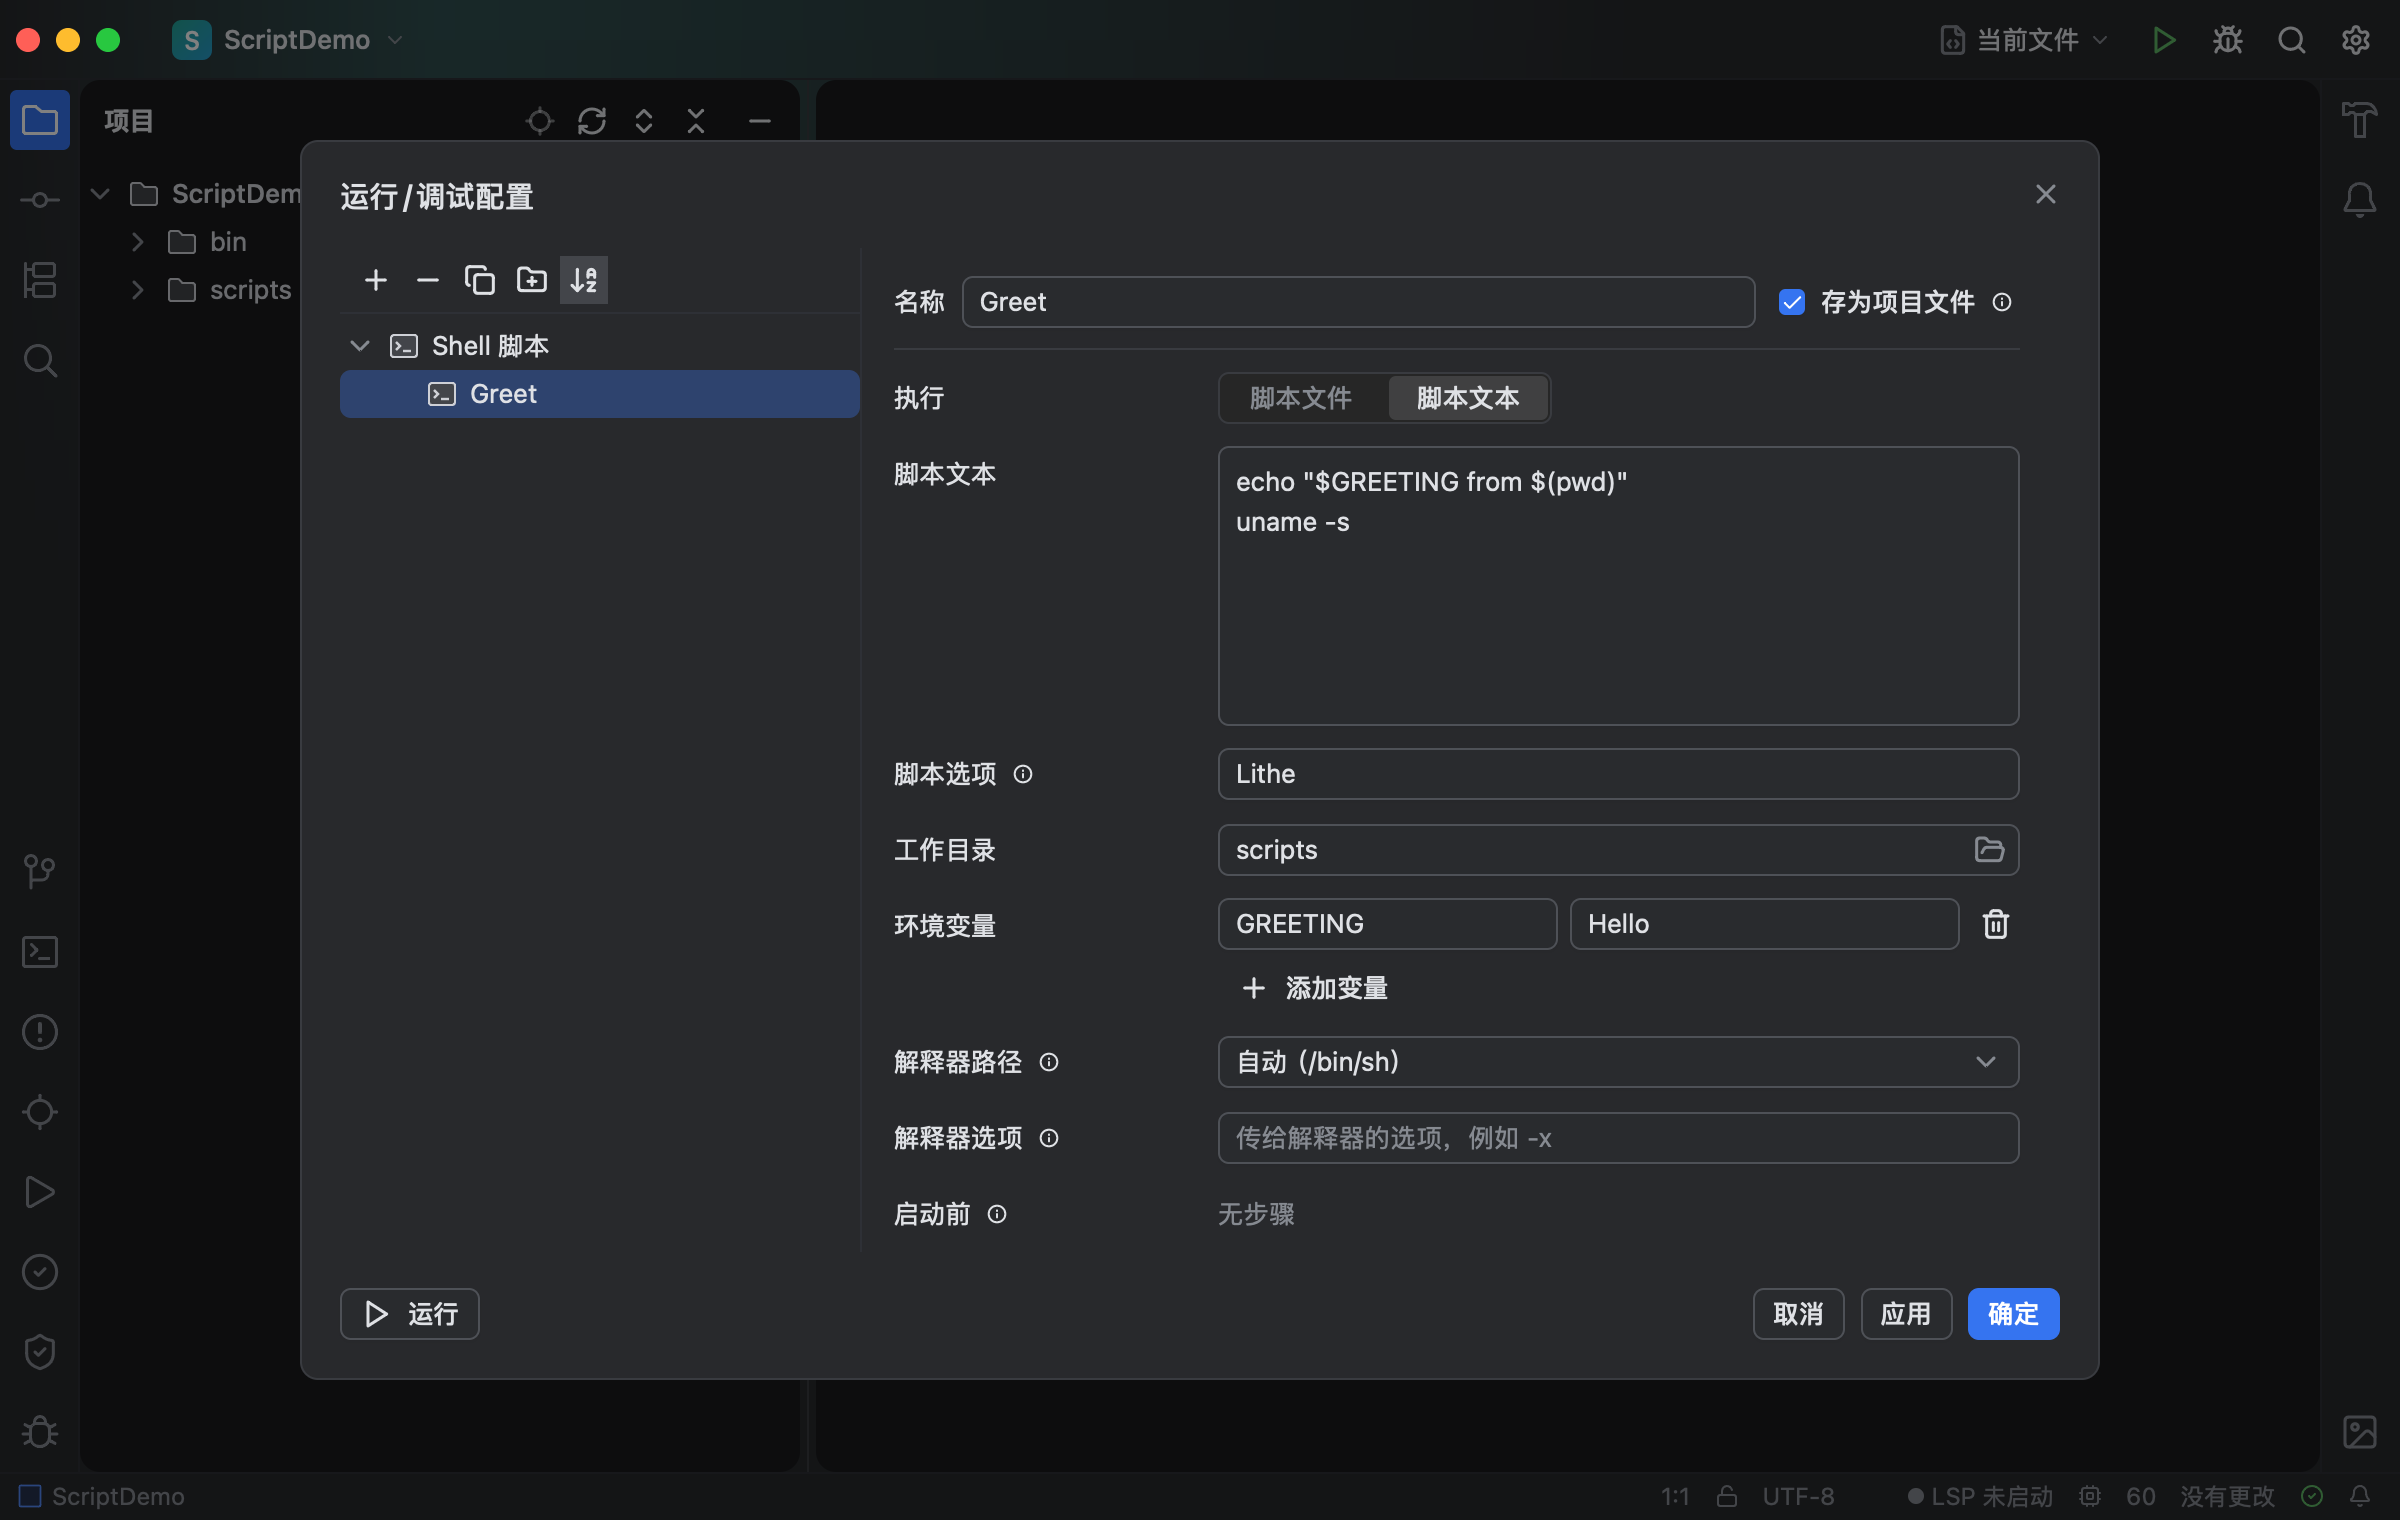 S ScriptDemo
当前文件
项目
ScriptDem
bin
scripts
运行/调试配置
Shell 脚本
Greet
名称 Greet 存为项目文件
执行 脚本文件 脚本文本
脚本文本
echo "$GREETING from $(pwd)"
uname -s
脚本选项 Lithe
工作目录 scripts
环境变量 GREETING Hello
添加变量
解释器路径 自动 (/bin/sh)
解释器选项 传给解释器的选项，例如 -x
启动前 无步骤
运行 取消 应用 确定
ScriptDemo 1:1 UTF-8 LSP 未启动 60 没有更改